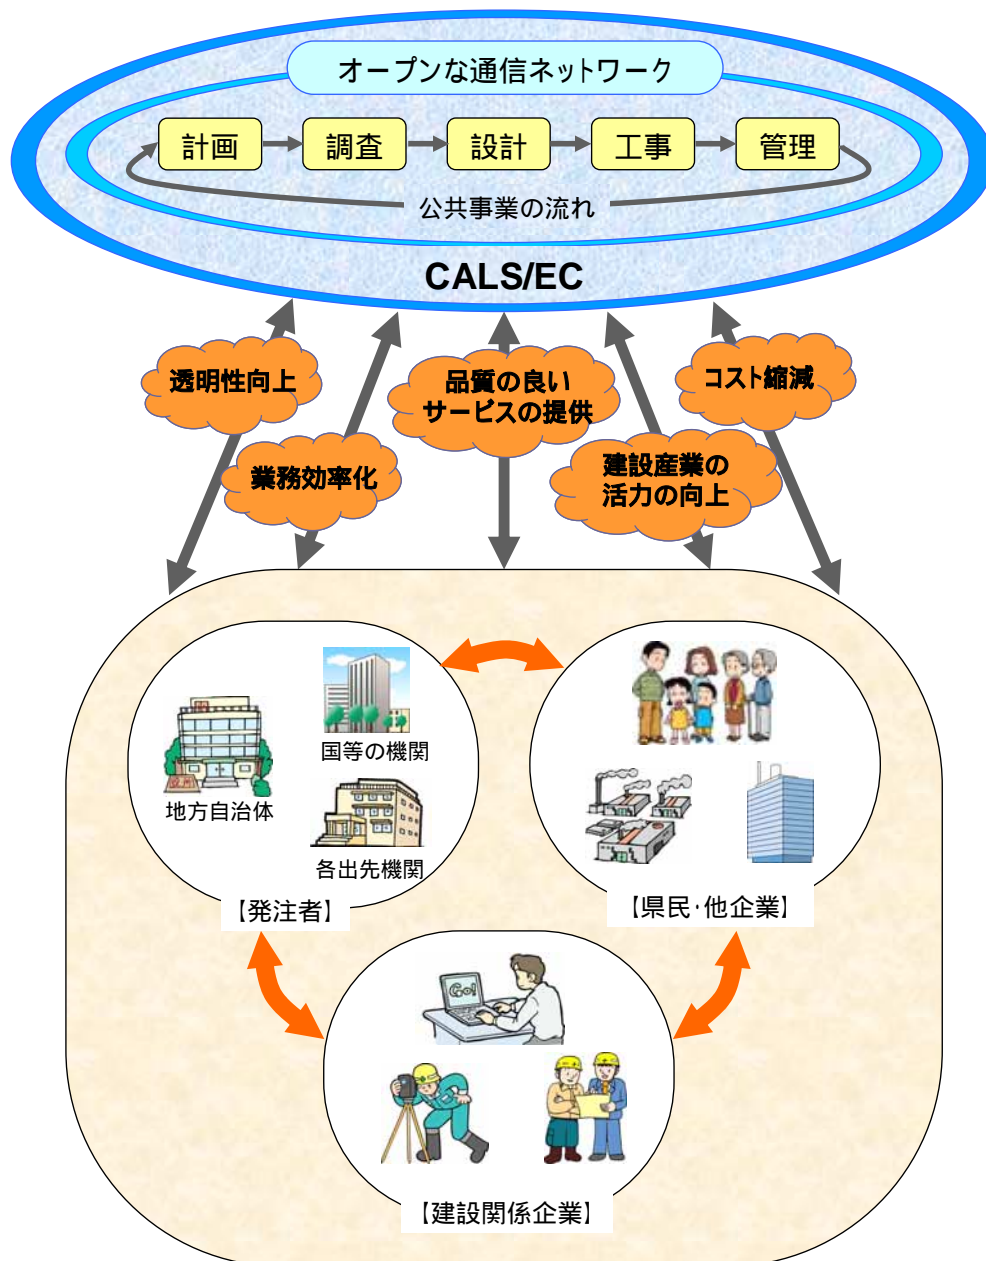 オープンな通信ネットワーク
計画
調査
設計
工事
管理
公共事業の流れ
CALS/EC
透明性向上
業務効率化
品質の良い
サービスの提供
建設産業の
活力の向上
コスト縮減
国等の機関
地方自治体
各出先機関
【発注者】
【県民・他企業】
Go!
【建設関係企業】